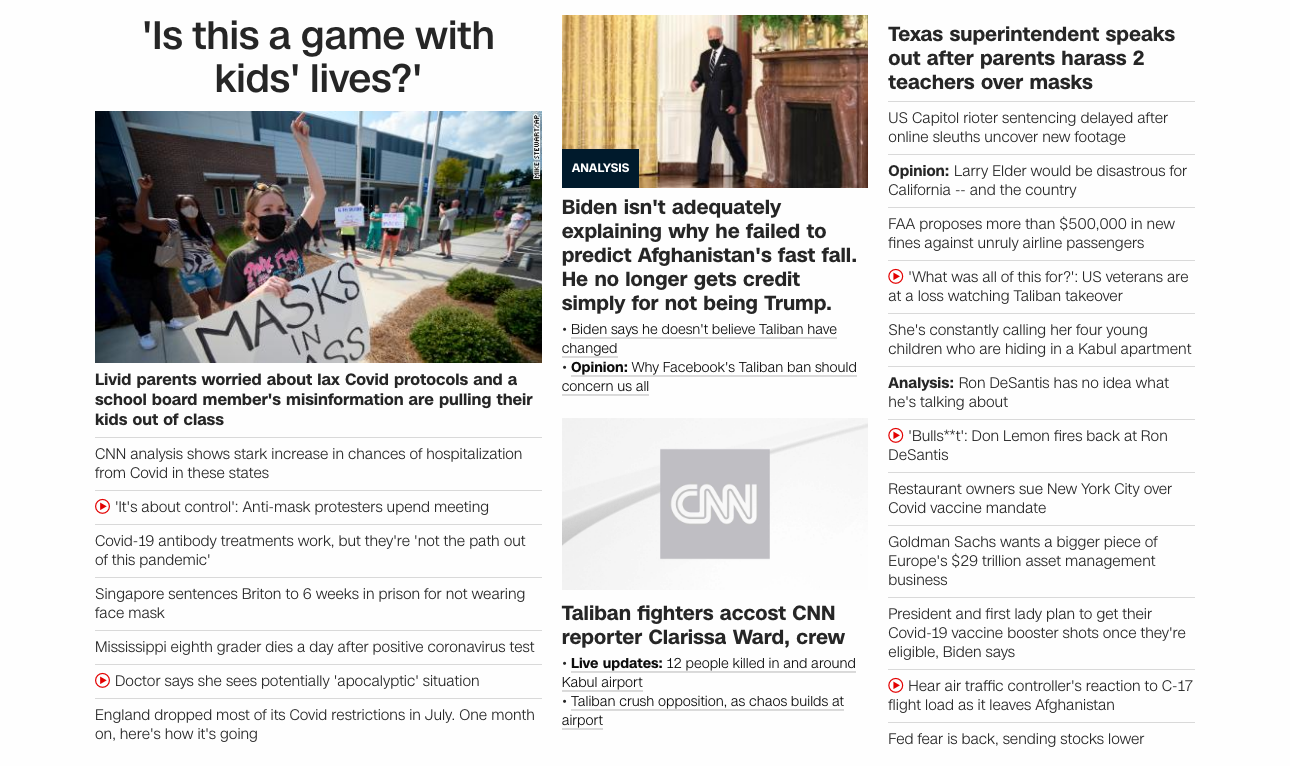 'Is this a game with
kids' lives?'
MIKE STEWART/AP
MASKS
IN
Livid parents worried about lax Covid protocols and a
school board member's misinformation are pulling their
kids out of class
CNN analysis shows stark increase in chances of hospitalization
from Covid in these states
'It's about control': Anti-mask protesters upend meeting
Covid-19 antibody treatments work, but they're 'not the path out
of this pandemic'
Singapore sentences Briton to 6 weeks in prison for not wearing
face mask
Mississippi eighth grader dies a day after positive coronavirus test
Doctor says she sees potentially 'apocalyptic' situation
England dropped most of its Covid restrictions in July. One month
on, here's how it's going
ANALYSIS
Biden isn't adequately
explaining why he failed to
predict Afghanistan's fast fall.
He no longer gets credit
simply for not being Trump.
• Biden says he doesn't believe Taliban have
changed
• Opinion: Why Facebook's Taliban ban should
concern us all
CNN
Taliban fighters accost CNN
reporter Clarissa Ward, crew
• Live updates: 12 people killed in and around
Kabul airport
• Taliban crush opposition, as chaos builds at
airport
Texas superintendent speaks
out after parents harass 2
teachers over masks
US Capitol rioter sentencing delayed after
online sleuths uncover new footage
Opinion: Larry Elder would be disastrous for
California -- and the country
FAA proposes more than $500,000 in new
fines against unruly airline passengers
'What was all of this for?': US veterans are
at a loss watching Taliban takeover
She's constantly calling her four young
children who are hiding in a Kabul apartment
Analysis: Ron DeSantis has no idea what
he's talking about
'Bulls**t': Don Lemon fires back at Ron
DeSantis
Restaurant owners sue New York City over
Covid vaccine mandate
Goldman Sachs wants a bigger piece of
Europe's $29 trillion asset management
business
President and first lady plan to get their
Covid-19 vaccine booster shots once they're
eligible, Biden says
Hear air traffic controller's reaction to C-17
flight load as it leaves Afghanistan
Fed fear is back, sending stocks lower